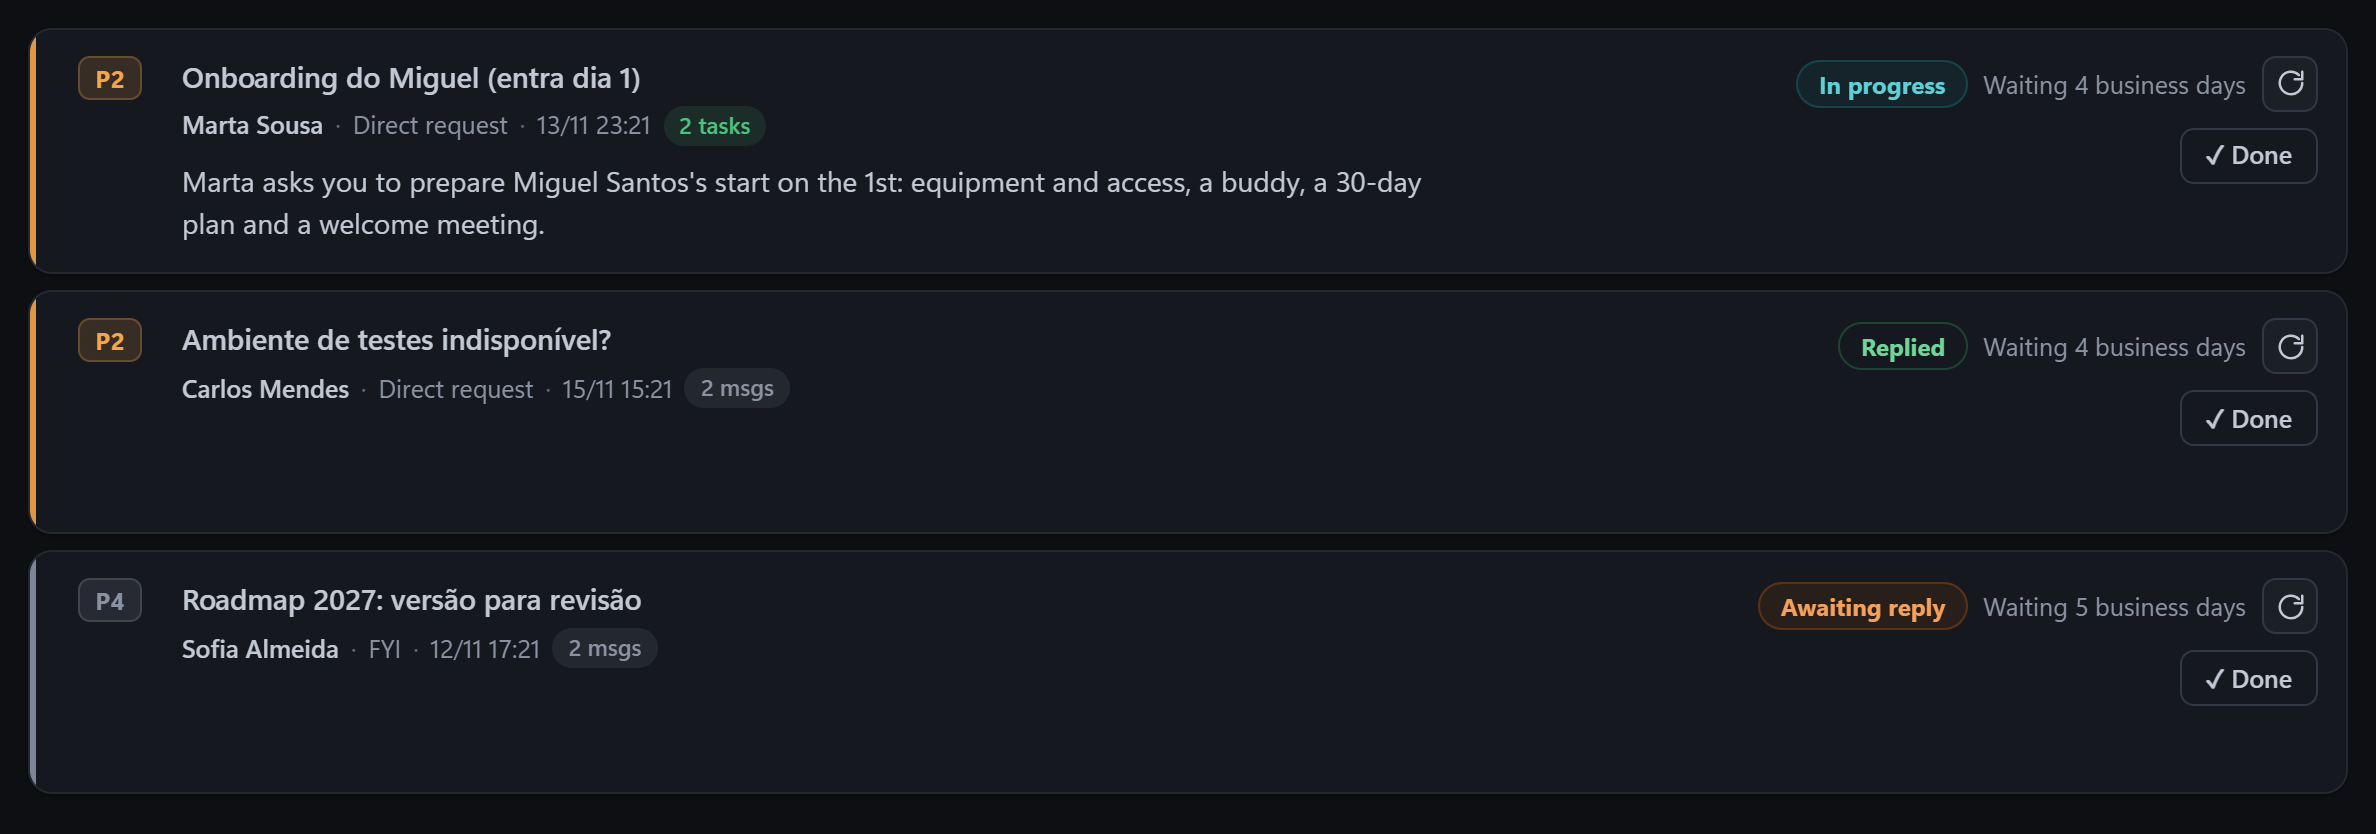 P2 Onboarding do Miguel (entra dia 1) In progress Waiting 4 business days
Marta Sousa · Direct request · 13/11 23:21 2 tasks
✓ Done
Marta asks you to prepare Miguel Santos's start on the 1st: equipment and access, a buddy, a 30-day
plan and a welcome meeting.
P2 Ambiente de testes indisponível? Replied Waiting 4 business days
Carlos Mendes · Direct request · 15/11 15:21 2 msgs
✓ Done
P4 Roadmap 2027: versão para revisão Awaiting reply Waiting 5 business days
Sofia Almeida · FYI · 12/11 17:21 2 msgs
✓ Done